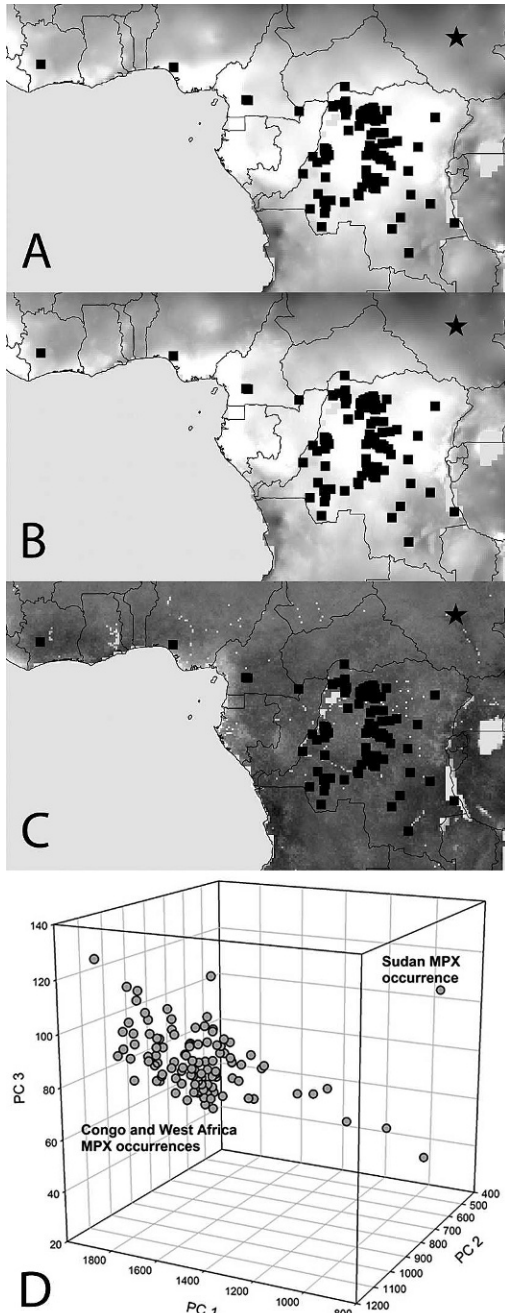 A
B
C
140
120
100
80
60
40
20
PC 3
Sudan MPX
occurrence
Congo and West Africa
MPX occurrences
1800
1600
1400
1200
1000
800
PC 1
400
500
600
700
800
900
1000
1100
1200
PC 2
D